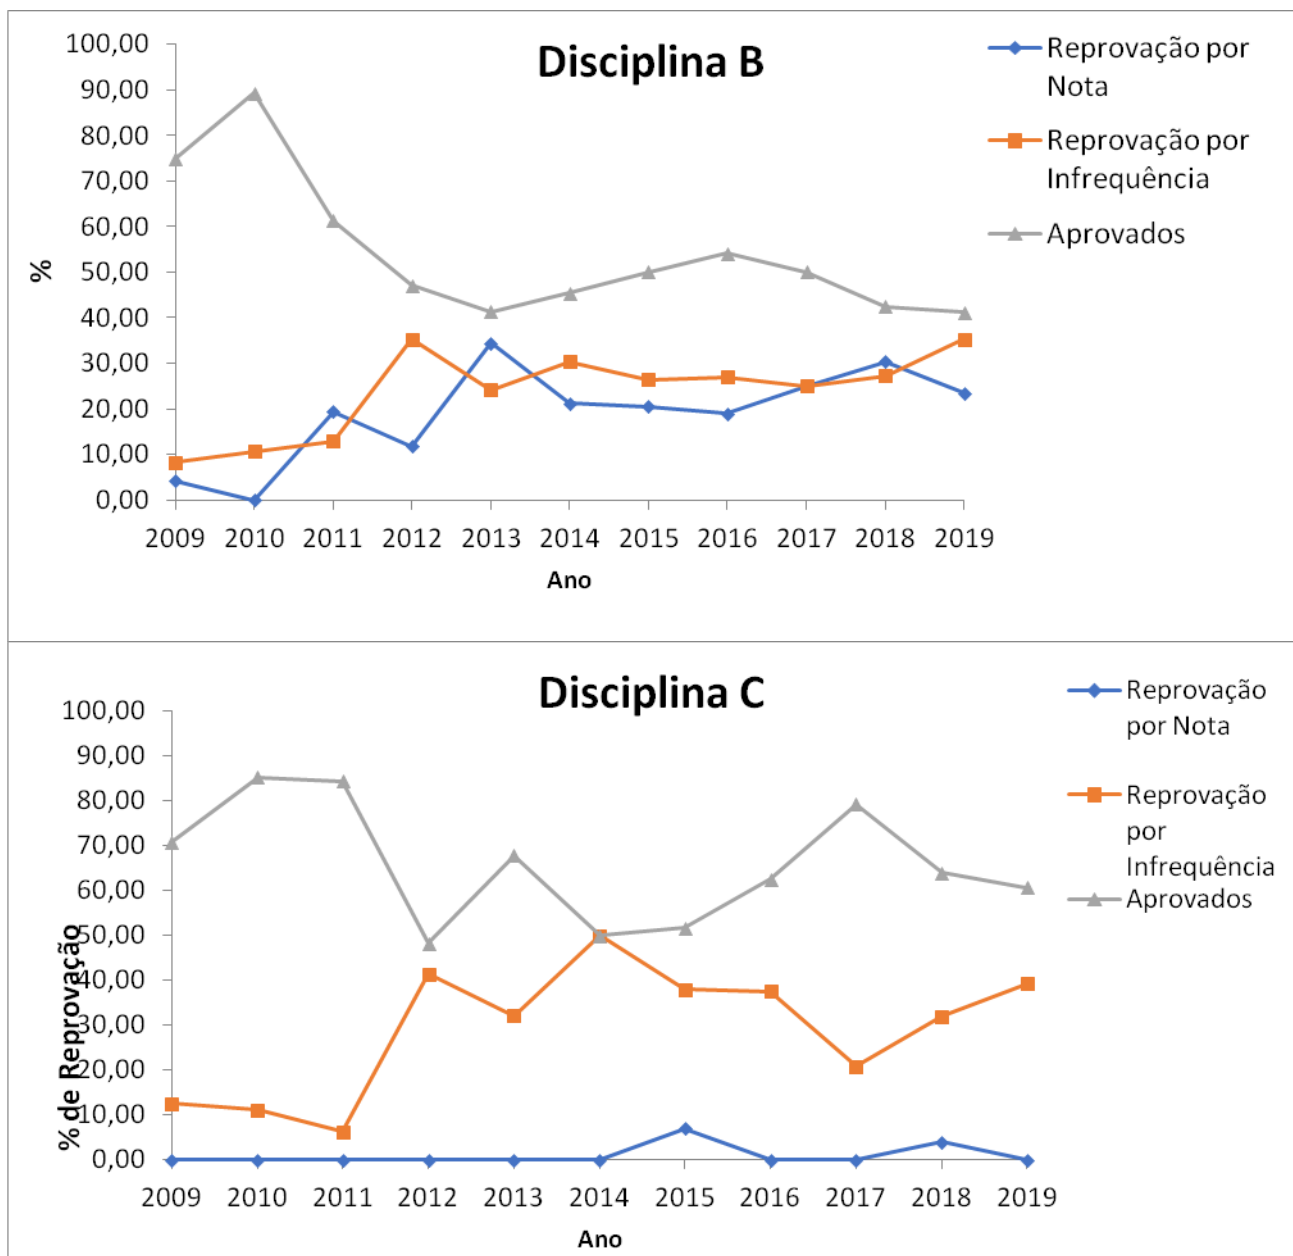 Disciplina B
100,00
90,00
80,00
70,00
60,00
50,00
40,00
30,00
20,00
10,00
0,00
%
2009 2010 2011 2012 2013 2014 2015 2016 2017 2018 2019
Ano
Reprovação por
Nota
Reprovação por
Infrequência
Aprovados
Disciplina C
100,00
90,00
80,00
70,00
60,00
50,00
40,00
30,00
20,00
10,00
0,00
% de Reprovação
2009 2010 2011 2012 2013 2014 2015 2016 2017 2018 2019
Ano
Reprovação
por Nota
Reprovação
por
Infrequência
Aprovados